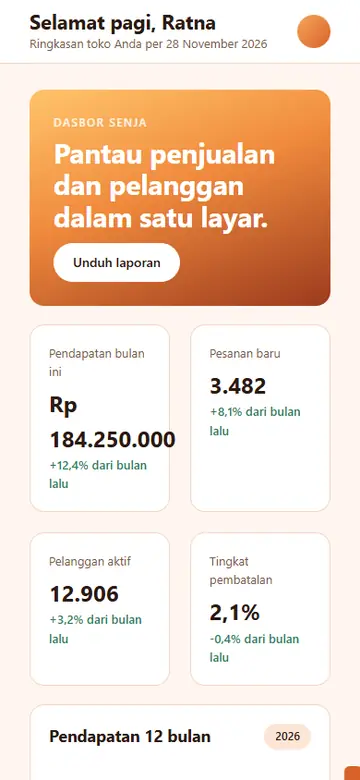 Selamat pagi, Ratna
Ringkasan toko Anda per 28 November 2026
DASBOR SENJA
Pantau penjualan
dan pelanggan
dalam satu layar.
Unduh laporan
Pendapatan bulan
ini
Rp
184.250.000
+12,4% dari bulan
lalu
Pesanan baru
3.482
+8,1% dari bulan
lalu
Pelanggan aktif
12.906
+3,2% dari bulan
lalu
Tingkat
pembatalan
2,1%
-0,4% dari bulan
lalu
Pendapatan 12 bulan
2026